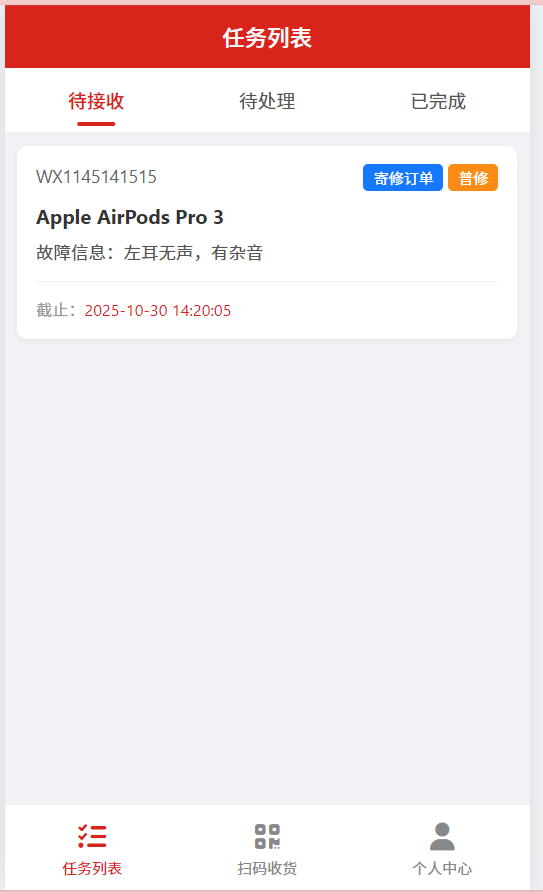 任务列表
待接收 待处理 已完成
WX1145141515 寄修订单 普修
Apple AirPods Pro 3
故障信息：左耳无声，有杂音
截止：2025-10-30 14:20:05
任务列表 扫码收货 个人中心